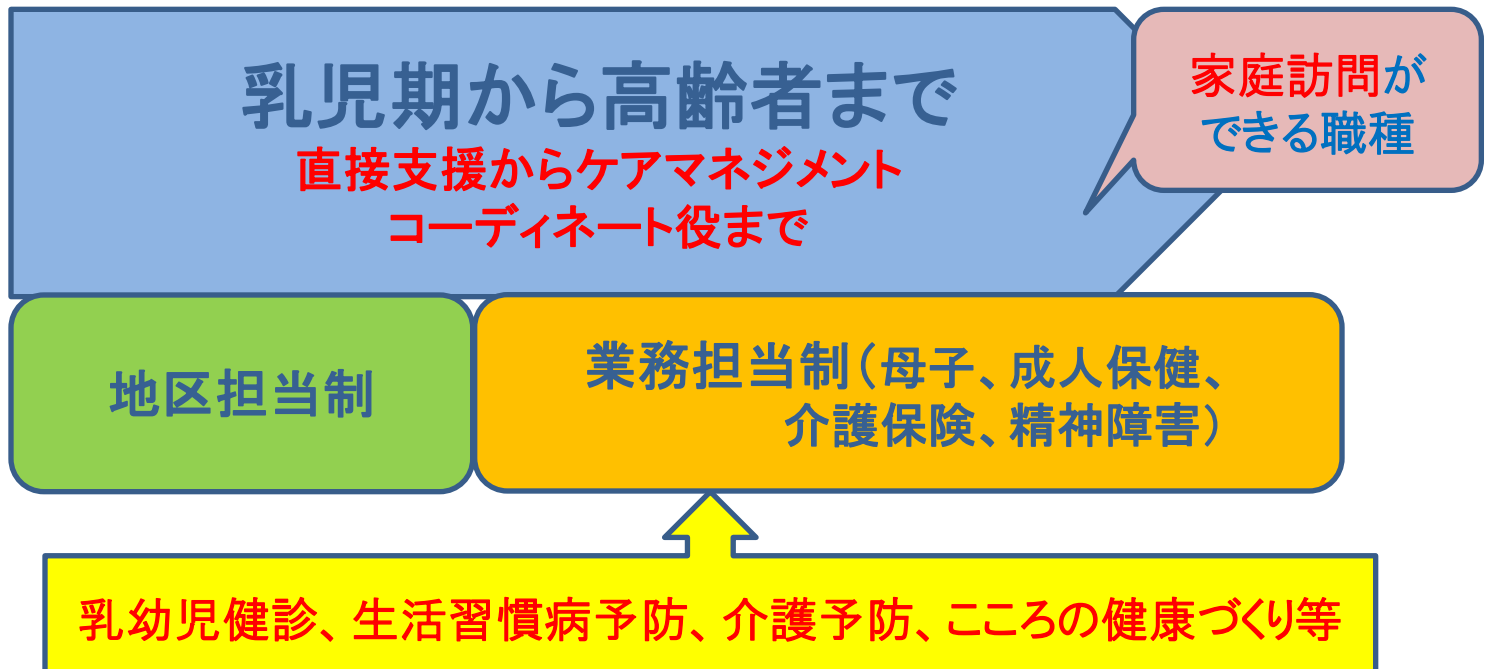 乳児期から高齢者まで
直接支援からケアマネジメント
コーディネート役まで
家庭訪問が
できる職種
地区担当制
業務担当制（母子、成人保健、
介護保険、精神障害）
乳幼児健診、生活習慣病予防、介護予防、こころの健康づくり等